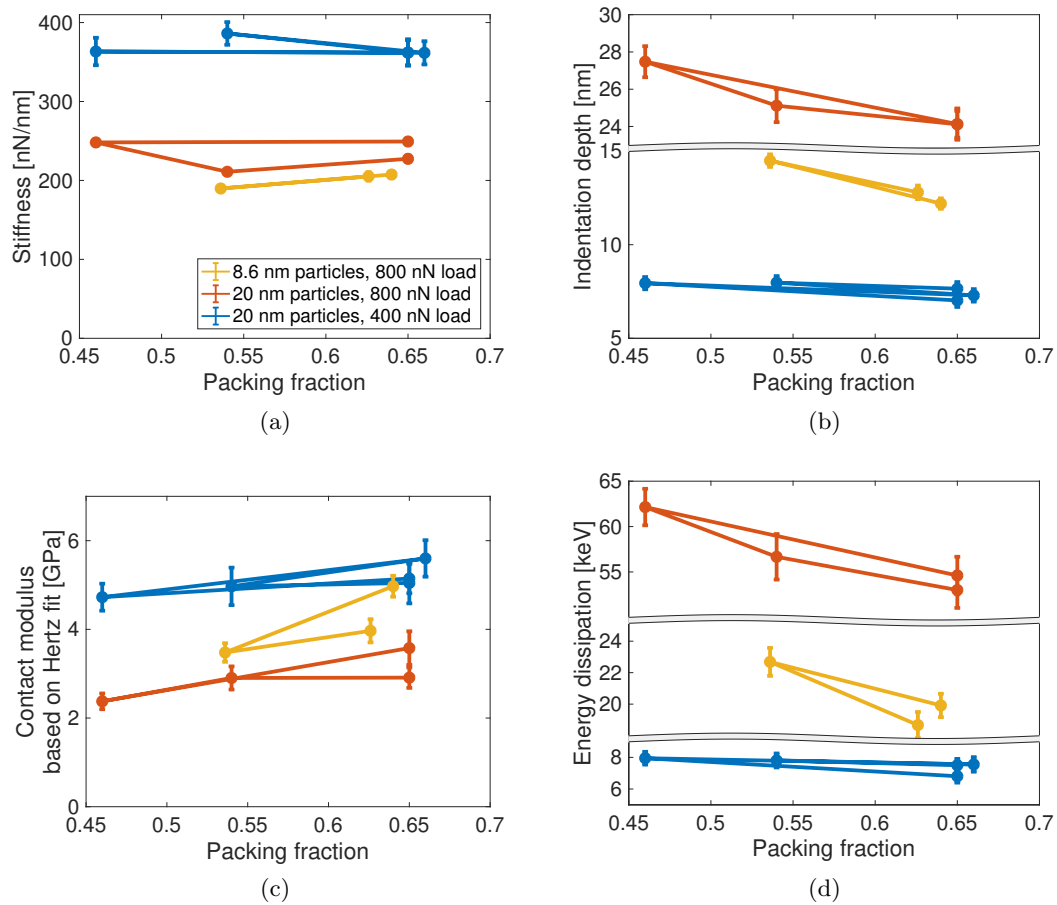 400
300
200
100
0
Stiffness [nN/nm]
8.6 nm particles, 800 nN load
20 nm particles, 800 nN load
20 nm particles, 400 nN load
0.45 0.5 0.55 0.6 0.65 0.7
Packing fraction
(a)
30
28
26
24
15
10
5
Indentation depth [nm]
0.45 0.5 0.55 0.6 0.65 0.7
Packing fraction
(b)
6
4
2
0
Contact modulus
based on Hertz fit [GPa]
0.45 0.5 0.55 0.6 0.65 0.7
Packing fraction
(c)
65
60
55
24
22
20
8
6
Energy dissipation [keV]
0.45 0.5 0.55 0.6 0.65 0.7
Packing fraction
(d)